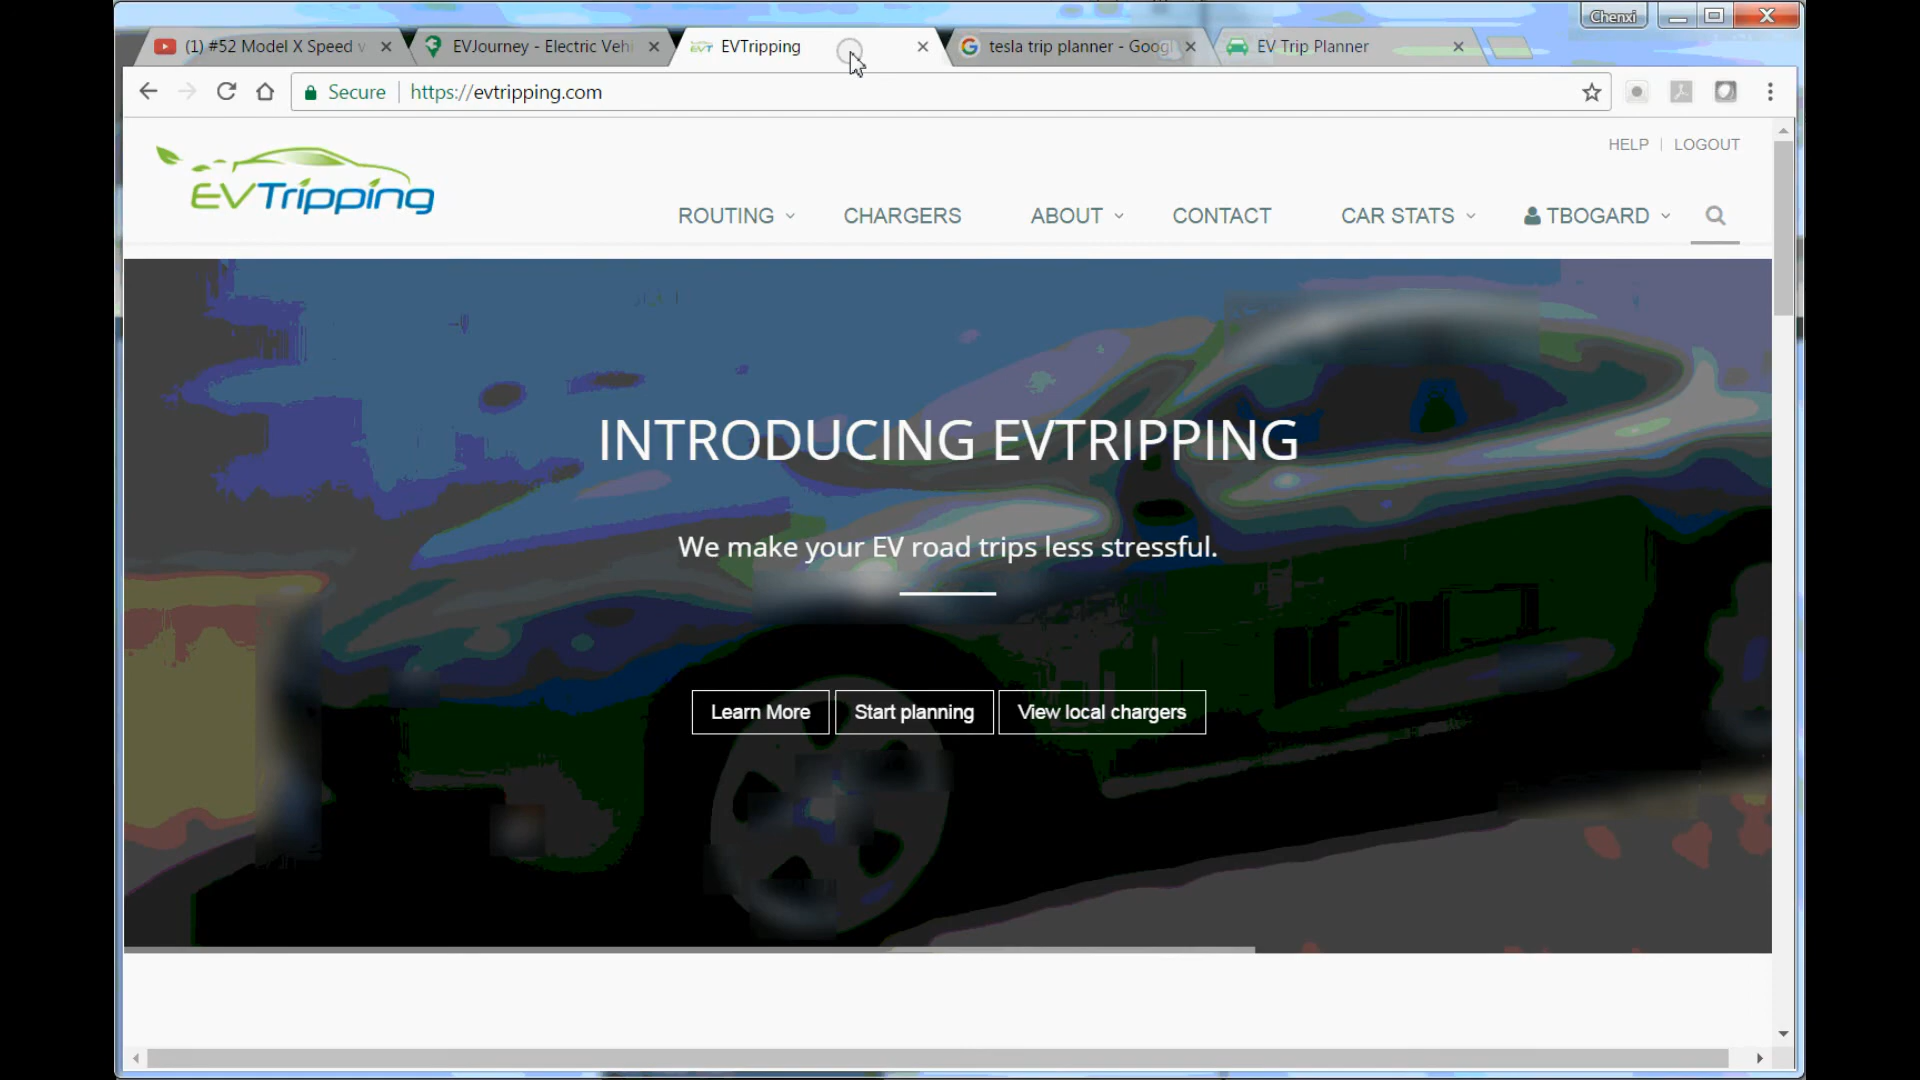 Chenxi
(1) #52 Model X Speed v
EVJourney - Electric Vehi
EVTripping
tesla trip planner - Googl
EV Trip Planner
Secure
https://evtripping.com
HELP
LOGOUT
EVTripping
ROUTING
CHARGERS
ABOUT
CONTACT
CAR STATS
TBOGARD
INTRODUCING EVTRIPPING
We make your EV road trips less stressful.
Learn More
Start planning
View local chargers